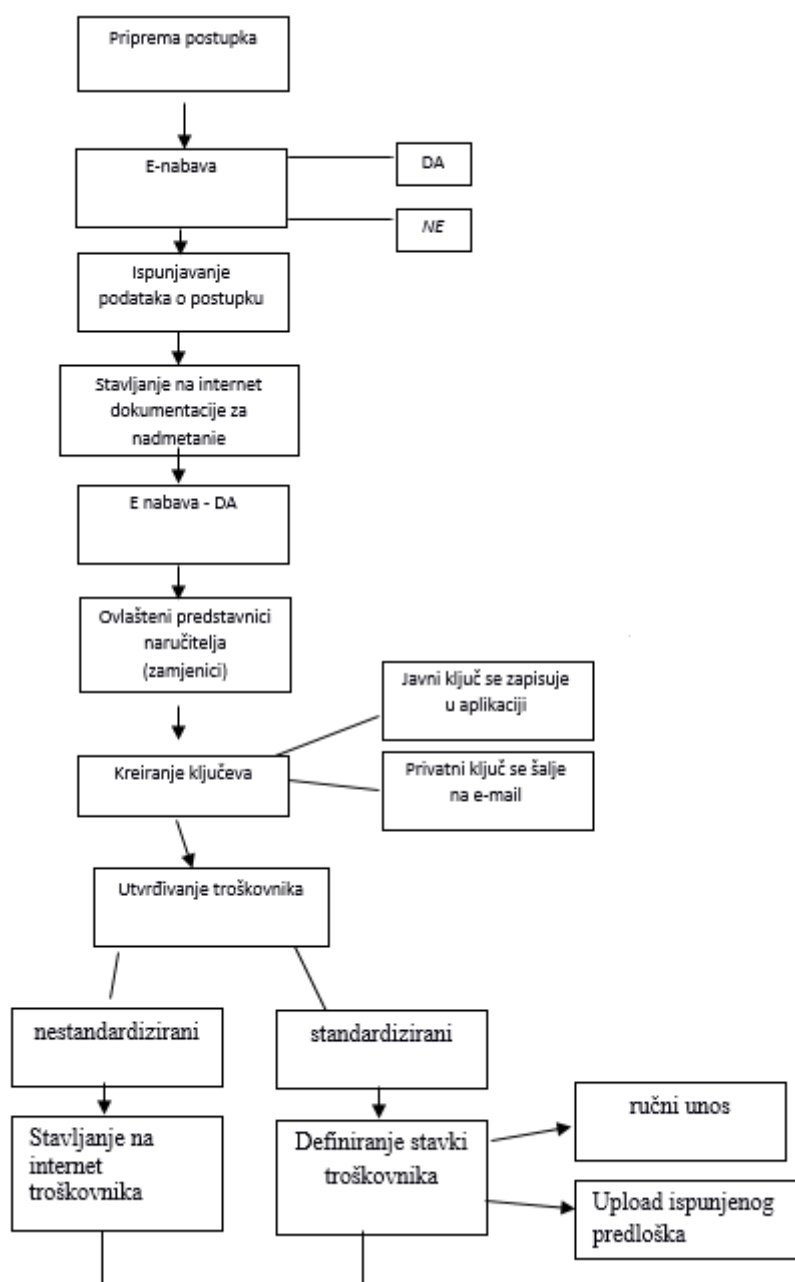 Priprema postupka
E-nabava
DA
NE
Ispunjavanje
podataka o postupku
Stavljanje na internet
dokumentacije za
nadmetanie
E nabava - DA
Ovlašteni predstavnici
naručitelja
(zamjenici)
Javni ključ se zapisuje
u aplikaciji
Kreiranje ključeva
Privatni ključ se šalje
na e-mail
Utvrđivanje troškovnika
nestandardizirani
standardizirani
Stavljanje na
internet
troškovnika
Definiranje stavki
troškovnika
ručni unos
Upload ispunjenog
predloška